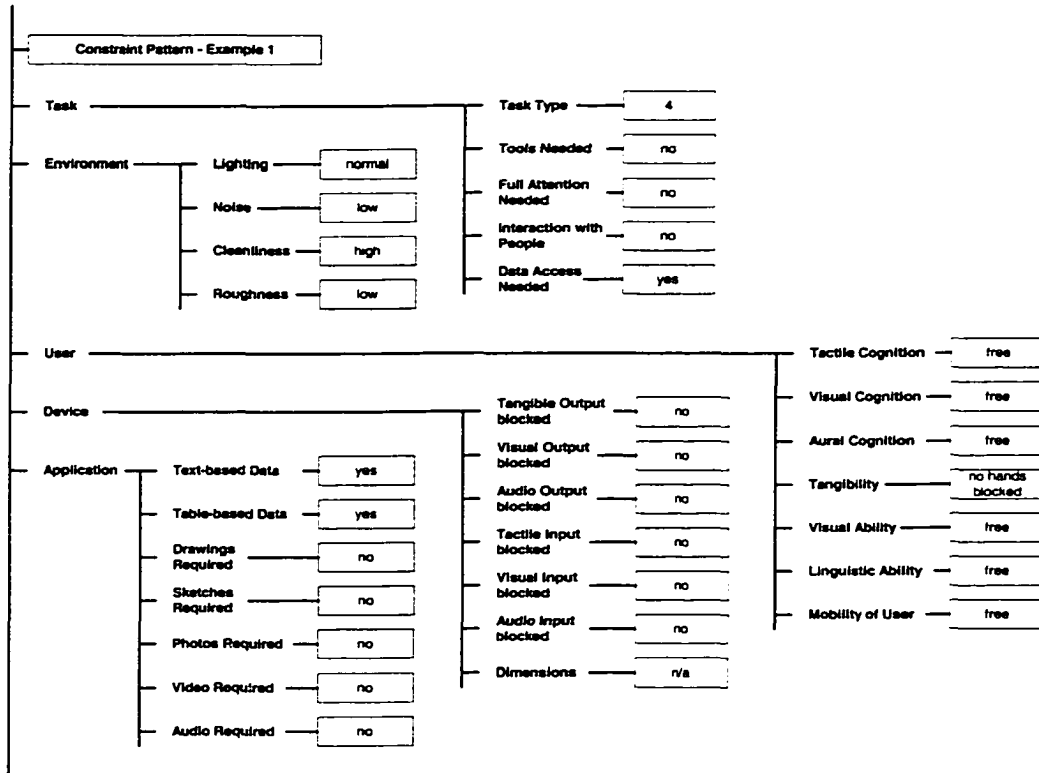 Constraint Pattern - Example 1
Task
Task Type
4
Tools Needed
no
Full Attention
Needed
no
Interaction with
People
no
Data Access
Needed
yes
Environment
Lighting
normal
Noise
low
Cleanliness
high
Roughness
low
User
Tactile Cognition
free
Visual Cognition
free
Aural Cognition
free
Tangibility
no hands
blocked
Visual Ability
free
Linguistic Ability
free
Mobility of User
free
Device
Tangible Output
blocked
no
Visual Output
blocked
no
Audio Output
blocked
no
Tactile Input
blocked
no
Visual Input
blocked
no
Audio Input
blocked
no
Dimensions
n/a
Application
Text-based Data
yes
Table-based Data
yes
Drawings
Required
no
Sketches
Required
no
Photos Required
no
Video Required
no
Audio Required
no